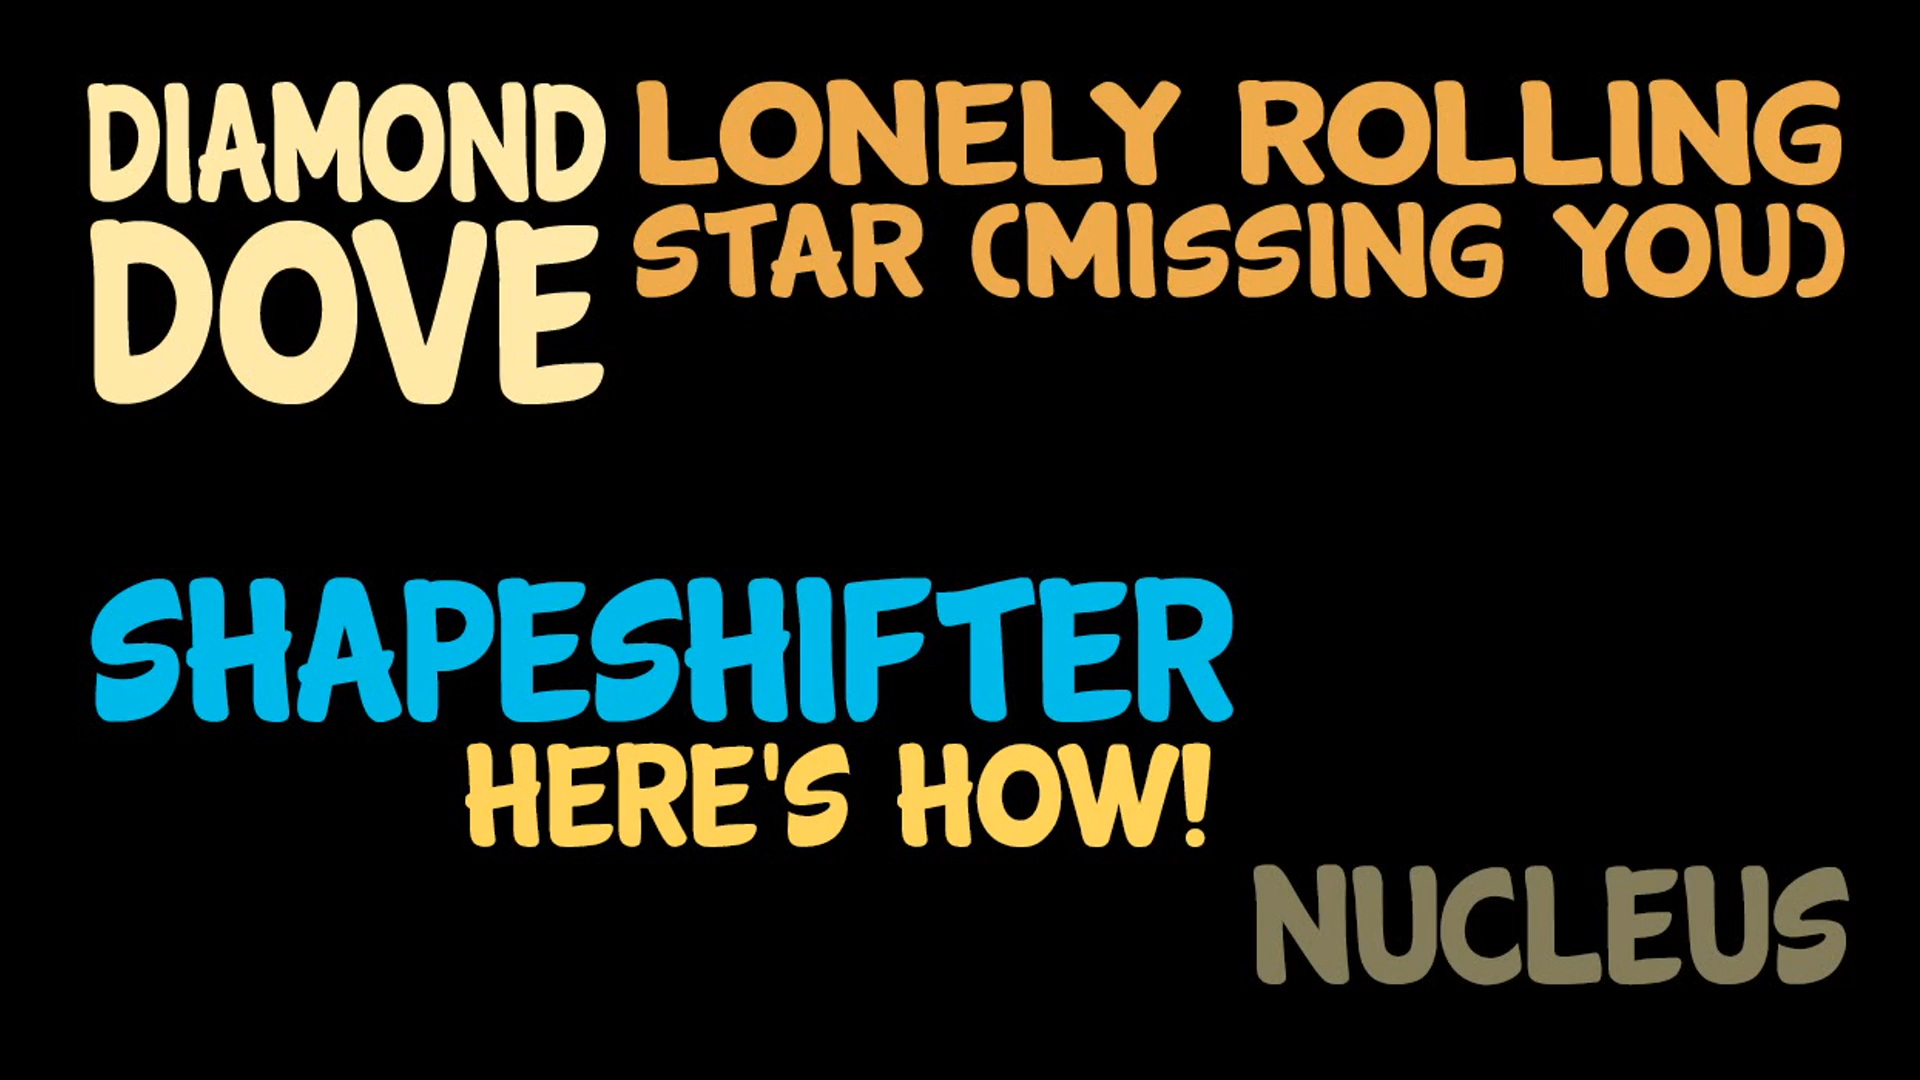 DIAMOND
DOVE
LONELY ROLLING
STAR (MISSING YOU)
SHAPESHIFTER
HERE'S HOW!
NUCLEUS